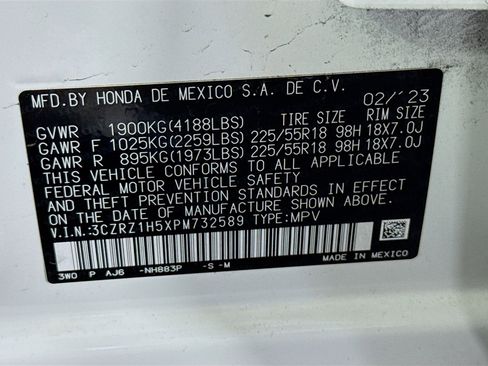 MFD.BY HONDA DE MEXICO S.A. DE C.V.
02/'23
GVWR 1900KG(4188LBS) TIRE SIZE RIM SIZE
GAWR F 1025KG(2259LBS) 225/55R18 98H 18X7.0J
GAWR R 895KG(1973LBS) 225/55R18 98H 18X7.0J
THIS VEHICLE CONFORMS TO ALL APPLICABLE
FEDERAL MOTOR VEHICLE SAFETY
AND THEFT PREVENTION STANDARDS IN EFFECT
ON THE DATE OF MANUFACTURE SHOWN ABOVE.
V.I.N:3CZRZ1H5XPM732589 TYPE:MPV
3W0 P AJ6 -NH883P -S -M
MADE IN MEXICO